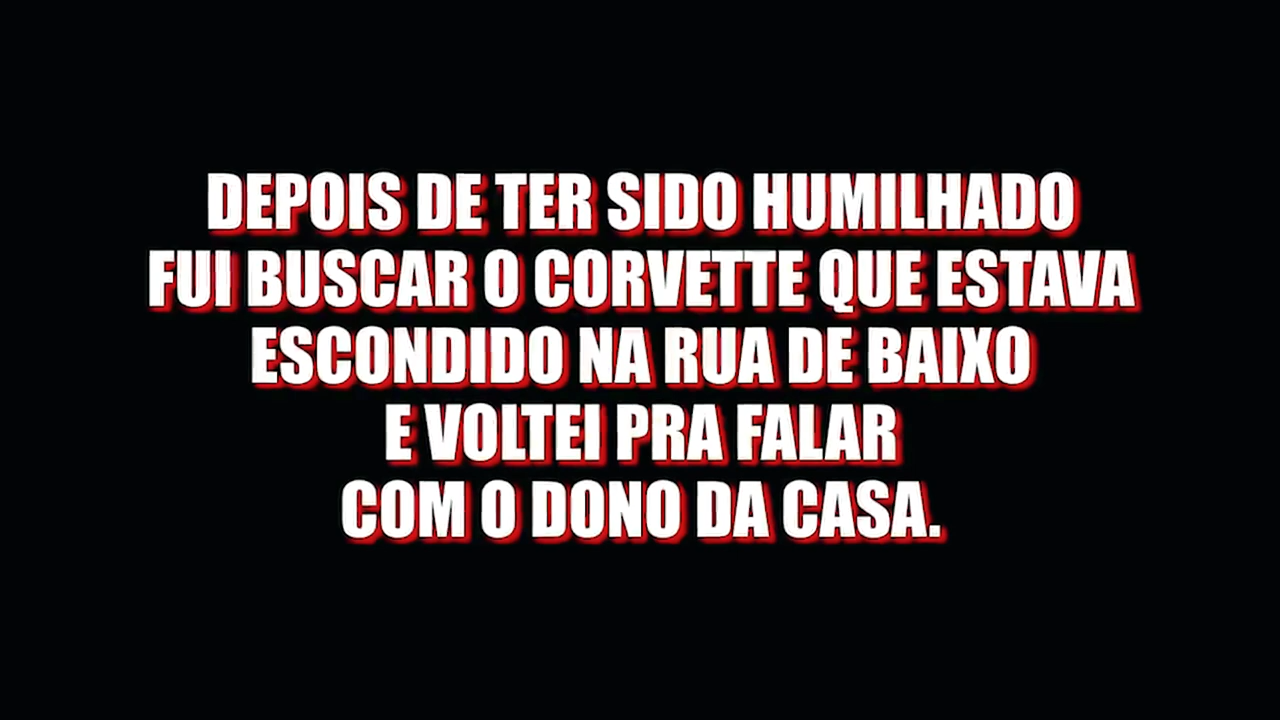 DEPOIS DE TER SIDO HUMILHADO
FUI BUSCAR O CORVETTE QUE ESTAVA
ESCONDIDO NA RUA DE BAIXO
E VOLTEI PRA FALAR
COM O DONO DA CASA.